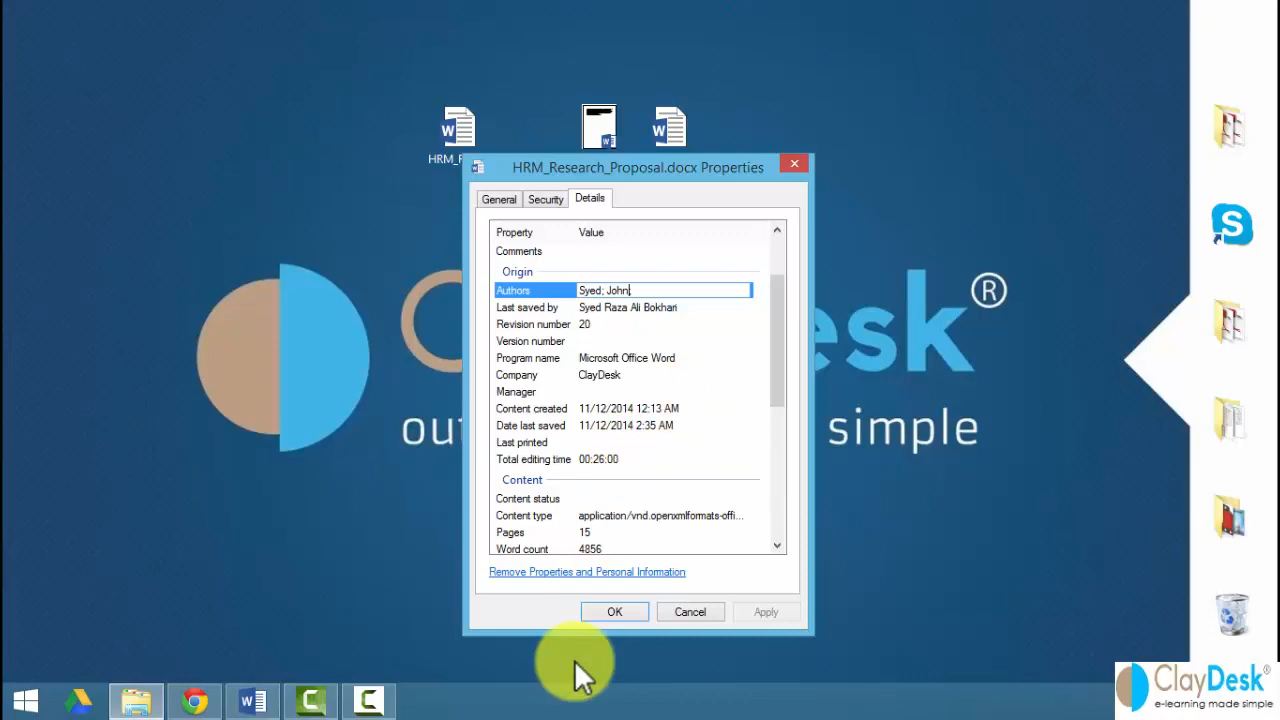 HRM_R
HRM_Research_Proposal.docx Properties
General Security Details
Property Value
Comments
Origin
Authors Syed; John;
Last saved by Syed Raza Ali Bokhari
Revision number 20
Version number
Program name Microsoft Office Word
Company ClayDesk
Manager
Content created 11/12/2014 12:13 AM
Date last saved 11/12/2014 2:35 AM
Last printed
Total editing time 00:26:00
Content
Content status
Content type application/vnd.openxmlformats-offi...
Pages 15
Word count 4856
Remove Properties and Personal Information
OK Cancel Apply
esk ®
simple
ClayDesk®
e-learning made simple